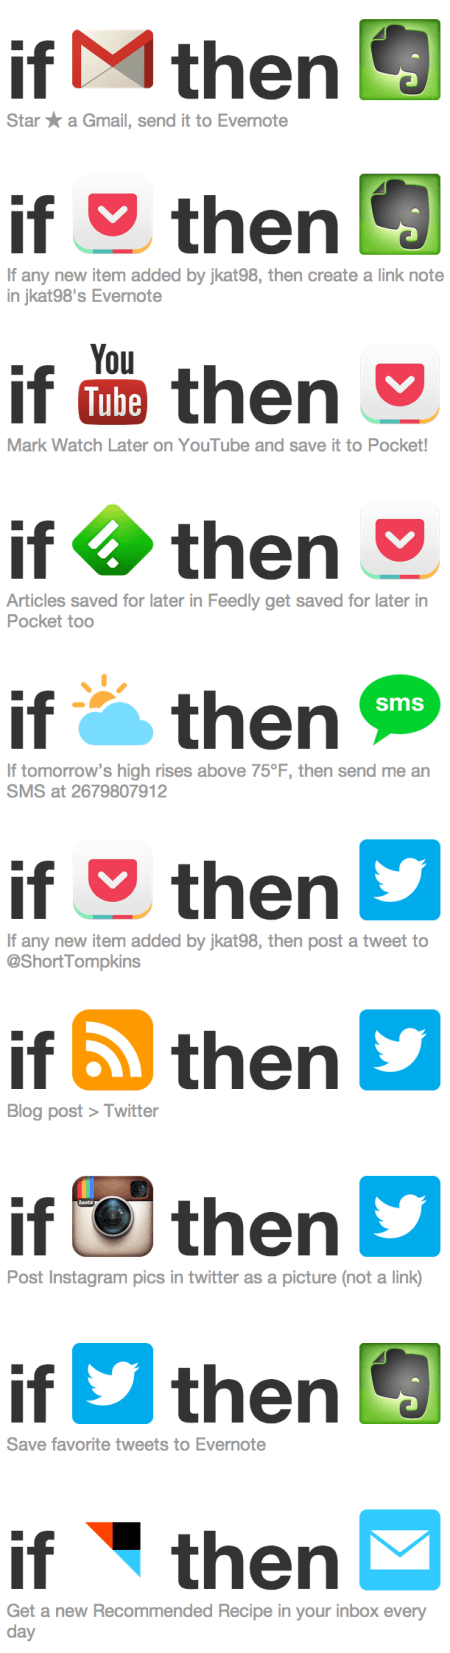 if then
Star ★ a Gmail, send it to Evernote
if then
If any new item added by jkat98, then create a link note
in jkat98's Evernote
You
if Tube then
Mark Watch Later on YouTube and save it to Pocket!
if then
Articles saved for later in Feedly get saved for later in
Pocket too
if then sms
If tomorrow's high rises above 75°F, then send me an
SMS at 2679807912
if then
If any new item added by jkat98, then post a tweet to
@ShortTompkins
if then
Blog post > Twitter
if Insta then
Post Instagram pics in twitter as a picture (not a link)
if then
Save favorite tweets to Evernote
if then
Get a new Recommended Recipe in your inbox every
day